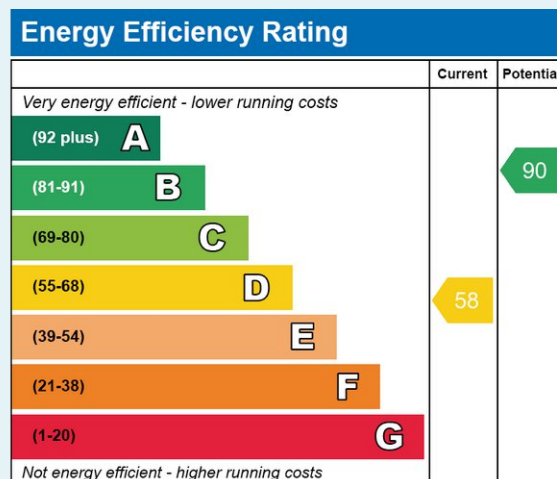 Energy Efficiency Rating
Current Potentia
Very energy efficient - lower running costs
(92 plus) A
(81-91) B 90
(69-80) C
(55-68) D 58
(39-54) E
(21-38) F
(1-20) G
Not energy efficient - higher running costs